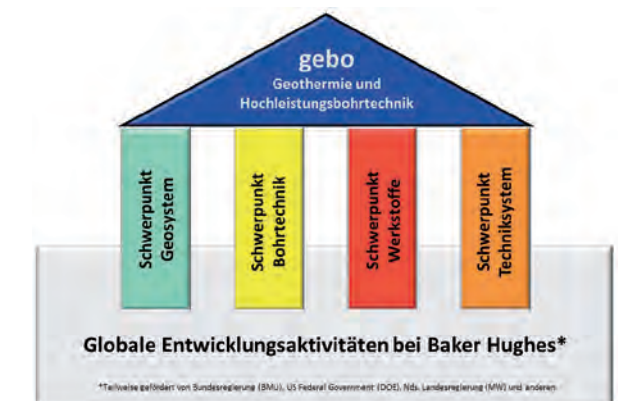 gebo
Geothermie und
Hochleistungsbohrtechnik
Schwerpunkt
Geosystem
Schwerpunkt
Bohrtechnik
Schwerpunkt
Werkstoffe
Schwerpunkt
Techniksystem
Globale Entwicklungsaktivitäten bei Baker Hughes*
*Teilweise gefördert von Bundesregierung (BMU), US Federal Government (DOE), Nds. Landesregierung (MW) und anderen